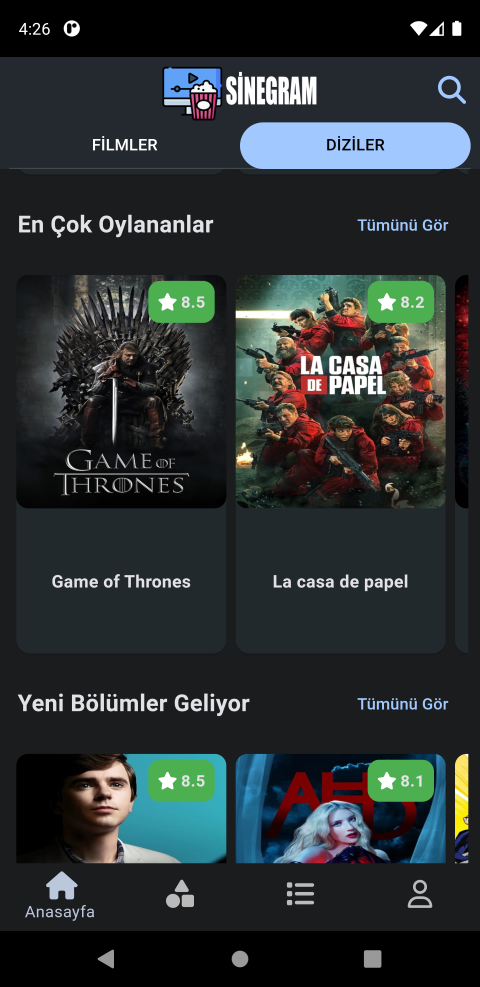 4:26
SİNEGRAM
FİLMLER
DİZİLER
En Çok Oylananlar
Tümünü Gör
8.5
8.2
LA CASA
DE PAPEL
GAME OF
THRONES
Game of Thrones
La casa de papel
Yeni Bölümler Geliyor
Tümünü Gör
8.5
8.1
AHS
Anasayfa